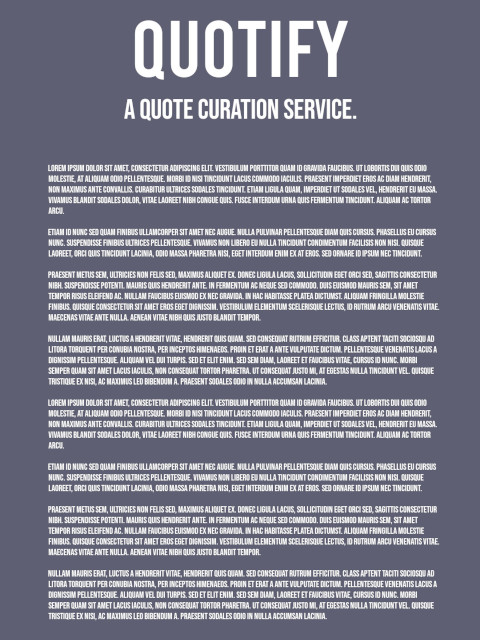 QUOTIFY
A QUOTE CURATION SERVICE.
LOREM IPSUM DOLOR SIT AMET, CONSECTETUR ADIPISCING ELIT. VESTIBULUM PORTTITOR QUAM ID GRAVIDA FAUCIBUS. UT LOBORTIS DUI QUIS ODIO
MOLESTIE, AT ALIQUAM ODIO PELLENTESQUE. MORBI ID NISI TINCIDUNT LACUS COMMODO IACULIS. PRAESENT IMPERDIET EROS AC DIAM HENDRERIT,
NON MAXIMUS ANTE CONVALLIS. CURABITUR ULTRICES SODALES TINCIDUNT. ETIAM LIGULA QUAM, IMPERDIET UT SODALES VEL, HENDRERIT EU MASSA.
VIVAMUS BLANDIT SODALES DOLOR, VITAE LAOREET NIBH CONGUE QUIS. FUSCE INTERDUM URNA QUIS FERMENTUM TINCIDUNT. ALIQUAM AC TORTOR
ARCU.
ETIAM ID NUNC SED QUAM FINIBUS ULLAMCORPER SIT AMET NEC AUGUE. NULLA PULVINAR PELLENTESQUE DIAM QUIS CURSUS. PHASELLUS EU CURSUS
NUNC. SUSPENDISSE FINIBUS ULTRICES PELLENTESQUE. VIVAMUS NON LIBERO EU NULLA TINCIDUNT CONDIMENTUM FACILISIS NON NISI. QUISQUE
LAOREET, ORCI QUIS TINCIDUNT LACINIA, ODIO MASSA PHARETRA NISI, EGET INTERDUM ENIM EX AT EROS. SED ORNARE ID IPSUM NEC TINCIDUNT.
PRAESENT METUS SEM, ULTRICIES NON FELIS SED, MAXIMUS ALIQUET EX. DONEC LIGULA LACUS, SOLLICITUDIN EGET ORCI SED, SAGITTIS CONSECTETUR
NIBH. SUSPENDISSE POTENTI. MAURIS QUIS HENDRERIT ANTE. IN FERMENTUM AC NEQUE SED COMMODO. DUIS EUISMOD MAURIS SEM, SIT AMET
TEMPOR RISUS ELEIFEND AC. NULLAM FAUCIBUS EUISMOD EX NEC GRAVIDA. IN HAC HABITASSE PLATEA DICTUMST. ALIQUAM FRINGILLA MOLESTIE
FINIBUS. QUISQUE CONSECTETUR SIT AMET EROS EGET DIGNISSIM. VESTIBULUM ELEMENTUM SCELERISQUE LECTUS, ID RUTRUM ARCU VENENATIS VITAE.
MAECENAS VITAE ANTE NULLA. AENEAN VITAE NIBH QUIS JUSTO BLANDIT TEMPOR.
NULLAM MAURIS ERAT, LUCTUS A HENDRERIT VITAE, HENDRERIT QUIS QUAM. SED CONSEQUAT RUTRUM EFFICITUR. CLASS APTENT TACITI SOCIOSQU AD
LITORA TORQUENT PER CONUBIA NOSTRA, PER INCEPTOS HIMENAEOS. PROIN ET ERAT A ANTE VULPUTATE DICTUM. PELLENTESQUE VENENATIS LACUS A
DIGNISSIM PELLENTESQUE. ALIQUAM VEL DUI TURPIS. SED ET ELIT ENIM. SED SEM DIAM, LAOREET ET FAUCIBUS VITAE, CURSUS ID NUNC. MORBI
SEMPER QUAM SIT AMET LACUS IACULIS, NON CONSEQUAT TORTOR PHARETRA. UT CONSEQUAT JUSTO MI, AT EGESTAS NULLA TINCIDUNT VEL. QUISQUE
TRISTIQUE EX NISI, AC MAXIMUS LEO BIBENDUM A. PRAESENT SODALES ODIO IN NULLA ACCUMSAN LACINIA.
LOREM IPSUM DOLOR SIT AMET, CONSECTETUR ADIPISCING ELIT. VESTIBULUM PORTTITOR QUAM ID GRAVIDA FAUCIBUS. UT LOBORTIS DUI QUIS ODIO
MOLESTIE, AT ALIQUAM ODIO PELLENTESQUE. MORBI ID NISI TINCIDUNT LACUS COMMODO IACULIS. PRAESENT IMPERDIET EROS AC DIAM HENDRERIT,
NON MAXIMUS ANTE CONVALLIS. CURABITUR ULTRICES SODALES TINCIDUNT. ETIAM LIGULA QUAM, IMPERDIET UT SODALES VEL, HENDRERIT EU MASSA.
VIVAMUS BLANDIT SODALES DOLOR, VITAE LAOREET NIBH CONGUE QUIS. FUSCE INTERDUM URNA QUIS FERMENTUM TINCIDUNT. ALIQUAM AC TORTOR
ARCU.
ETIAM ID NUNC SED QUAM FINIBUS ULLAMCORPER SIT AMET NEC AUGUE. NULLA PULVINAR PELLENTESQUE DIAM QUIS CURSUS. PHASELLUS EU CURSUS
NUNC. SUSPENDISSE FINIBUS ULTRICES PELLENTESQUE. VIVAMUS NON LIBERO EU NULLA TINCIDUNT CONDIMENTUM FACILISIS NON NISI. QUISQUE
LAOREET, ORCI QUIS TINCIDUNT LACINIA, ODIO MASSA PHARETRA NISI, EGET INTERDUM ENIM EX AT EROS. SED ORNARE ID IPSUM NEC TINCIDUNT.
PRAESENT METUS SEM, ULTRICIES NON FELIS SED, MAXIMUS ALIQUET EX. DONEC LIGULA LACUS, SOLLICITUDIN EGET ORCI SED, SAGITTIS CONSECTETUR
NIBH. SUSPENDISSE POTENTI. MAURIS QUIS HENDRERIT ANTE. IN FERMENTUM AC NEQUE SED COMMODO. DUIS EUISMOD MAURIS SEM, SIT AMET
TEMPOR RISUS ELEIFEND AC. NULLAM FAUCIBUS EUISMOD EX NEC GRAVIDA. IN HAC HABITASSE PLATEA DICTUMST. ALIQUAM FRINGILLA MOLESTIE
FINIBUS. QUISQUE CONSECTETUR SIT AMET EROS EGET DIGNISSIM. VESTIBULUM ELEMENTUM SCELERISQUE LECTUS, ID RUTRUM ARCU VENENATIS VITAE.
MAECENAS VITAE ANTE NULLA. AENEAN VITAE NIBH QUIS JUSTO BLANDIT TEMPOR.
NULLAM MAURIS ERAT, LUCTUS A HENDRERIT VITAE, HENDRERIT QUIS QUAM. SED CONSEQUAT RUTRUM EFFICITUR. CLASS APTENT TACITI SOCIOSQU AD
LITORA TORQUENT PER CONUBIA NOSTRA, PER INCEPTOS HIMENAEOS. PROIN ET ERAT A ANTE VULPUTATE DICTUM. PELLENTESQUE VENENATIS LACUS A
DIGNISSIM PELLENTESQUE. ALIQUAM VEL DUI TURPIS. SED ET ELIT ENIM. SED SEM DIAM, LAOREET ET FAUCIBUS VITAE, CURSUS ID NUNC. MORBI
SEMPER QUAM SIT AMET LACUS IACULIS, NON CONSEQUAT TORTOR PHARETRA. UT CONSEQUAT JUSTO MI, AT EGESTAS NULLA TINCIDUNT VEL. QUISQUE
TRISTIQUE EX NISI, AC MAXIMUS LEO BIBENDUM A. PRAESENT SODALES ODIO IN NULLA ACCUMSAN LACINIA.